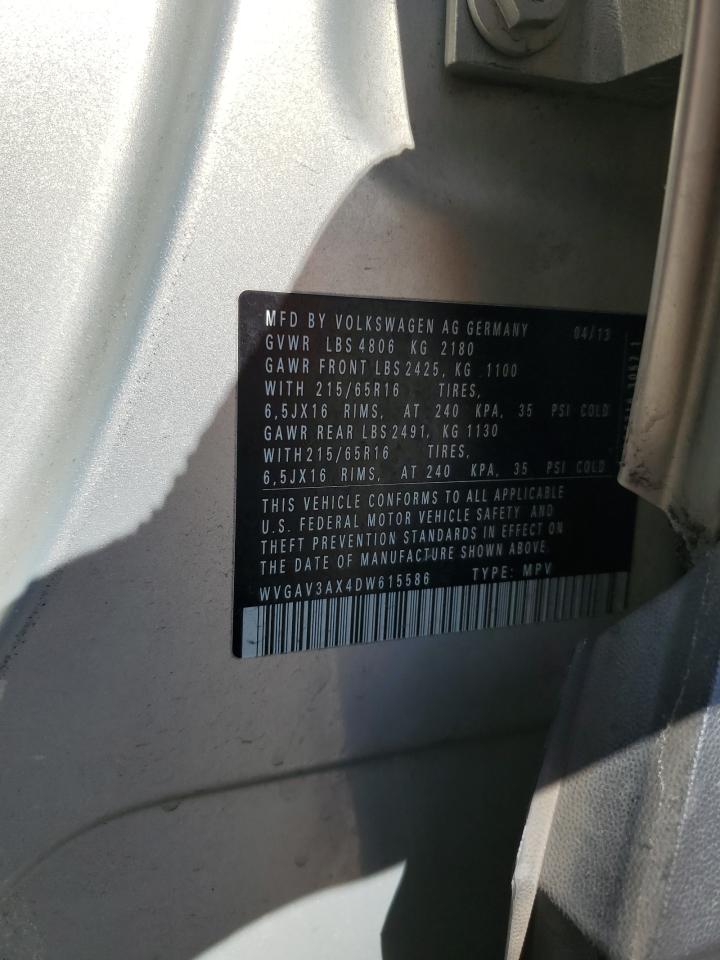 MFD BY VOLKSWAGEN AG GERMANY 04/13
GVWR LBS 4806 KG 2180
GAWR FRONT LBS 2425, KG 1100
WITH 215/65R16 TIRES,
6,5JX16 RIMS, AT 240 KPA, 35 PSI COLD
GAWR REAR LBS 2491, KG 1130
WITH215/65R16 TIRES,
6,5JX16 RIMS, AT 240 KPA, 35 PSI COLD
THIS VEHICLE CONFORMS TO ALL APPLICABLE
U.S. FEDERAL MOTOR VEHICLE SAFETY AND
THEFT PREVENTION STANDARDS IN EFFECT ON
THE DATE OF MANUFACTURE SHOWN ABOVE.
WVGAV3AX4DW615586 TYPE: MPV